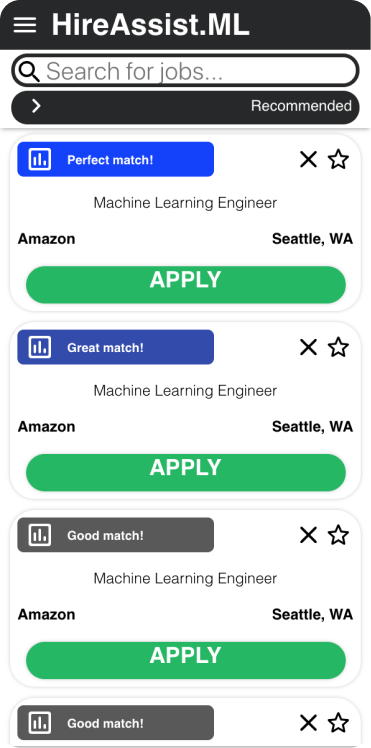 HireAssist.ML
Search for jobs...
Recommended
Perfect match!
Machine Learning Engineer
Amazon Seattle, WA
APPLY
Great match!
Machine Learning Engineer
Amazon Seattle, WA
APPLY
Good match!
Machine Learning Engineer
Amazon Seattle, WA
APPLY
Good match!